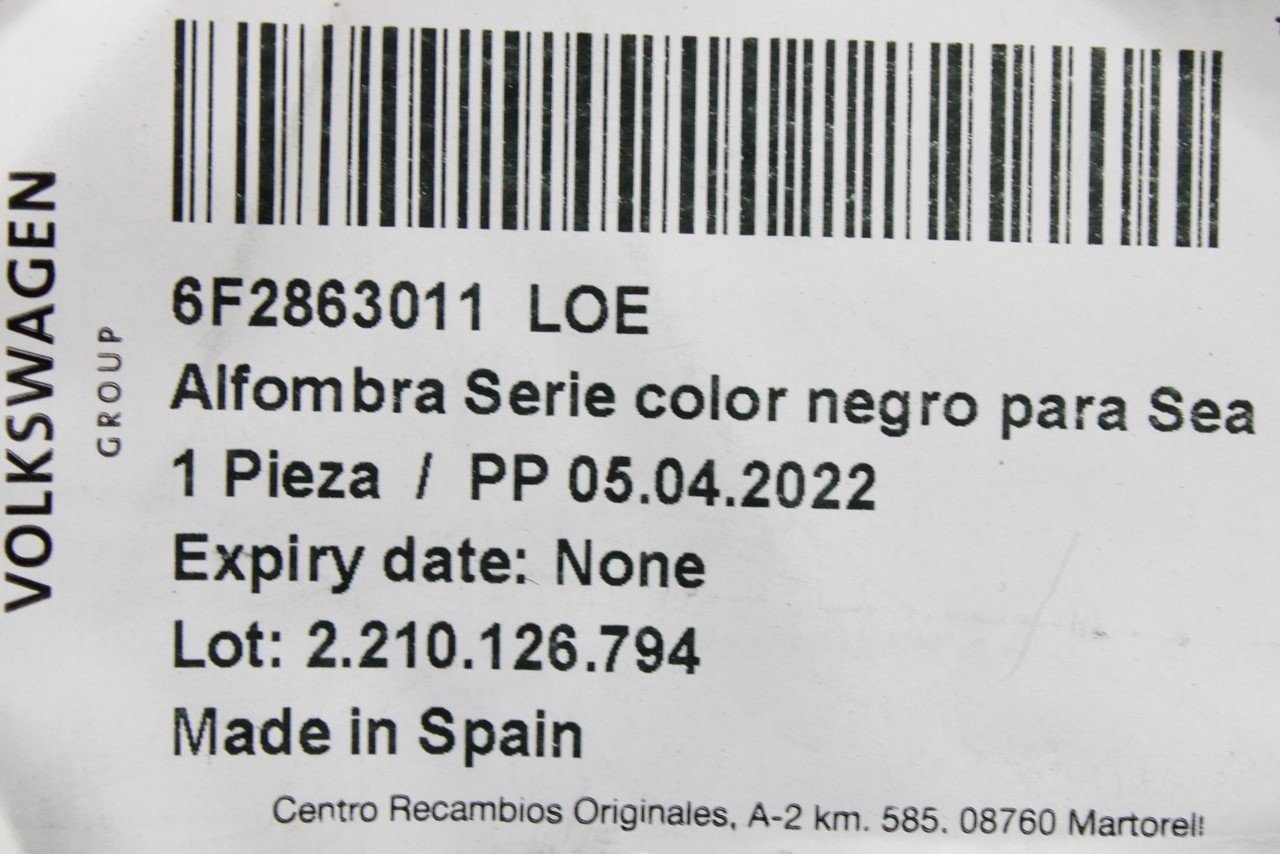 VOLKSWAGEN
GROUP
6F2863011 LOE
Alfombra Serie color negro para Sea
1 Pieza / PP 05.04.2022
Expiry date: None
Lot: 2.210.126.794
Made in Spain
Centro Recambios Originales, A-2 km. 585. 08760 Martorell